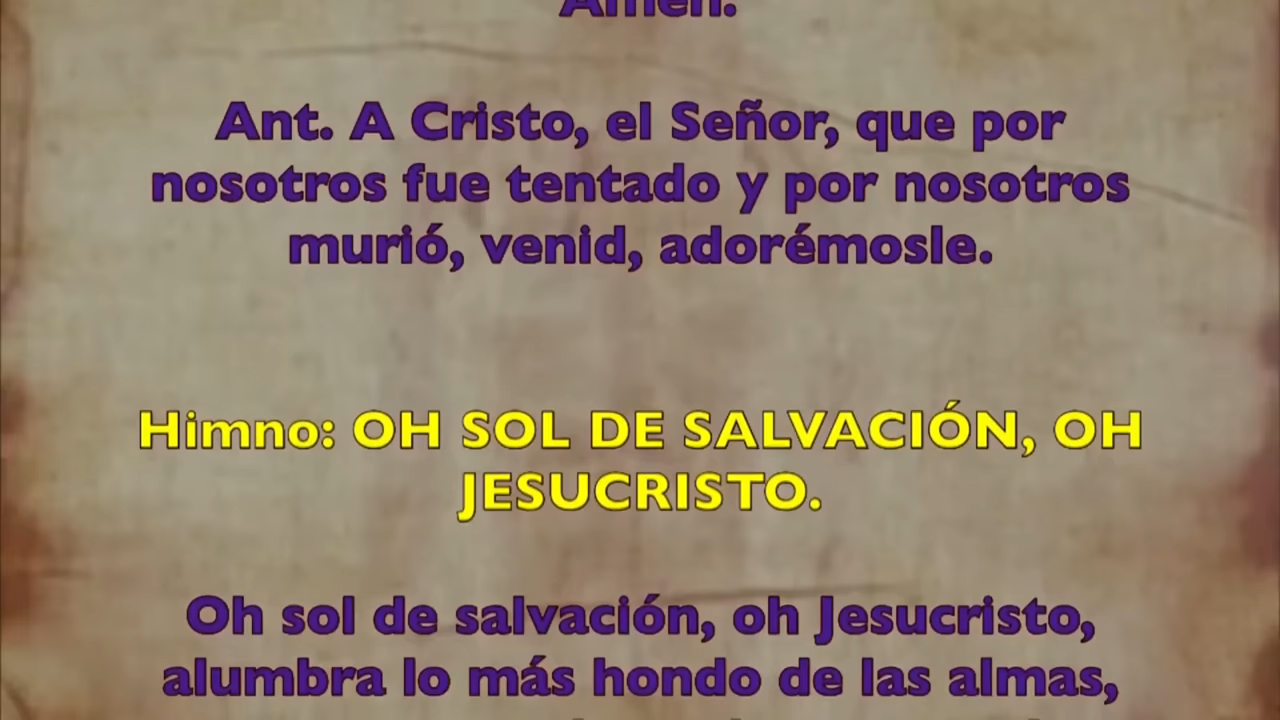 Amén.
Ant. A Cristo, el Señor, que por
nosotros fue tentado y por nosotros
murió, venid, adorémosle.
Himno: OH SOL DE SALVACIÓN, OH
JESUCRISTO.
Oh sol de salvación, oh Jesucristo,
alumbra lo más hondo de las almas,